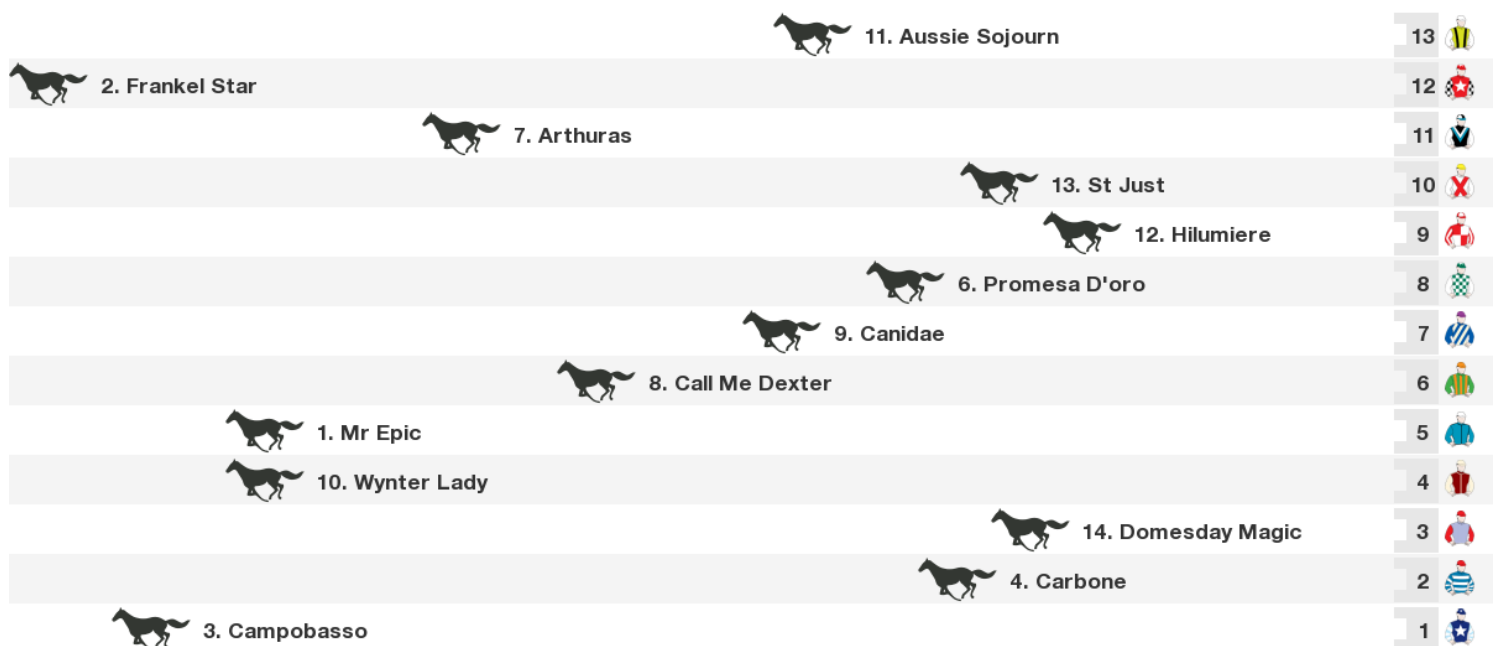 11. Aussie Sojourn 13
2. Frankel Star 12
7. Arthuras 11
13. St Just 10
12. Hilumiere 9
6. Promesa D'oro 8
9. Canidae 7
8. Call Me Dexter 6
1. Mr Epic 5
10. Wynter Lady 4
14. Domesday Magic 3
4. Carbone 2
3. Campobasso 1